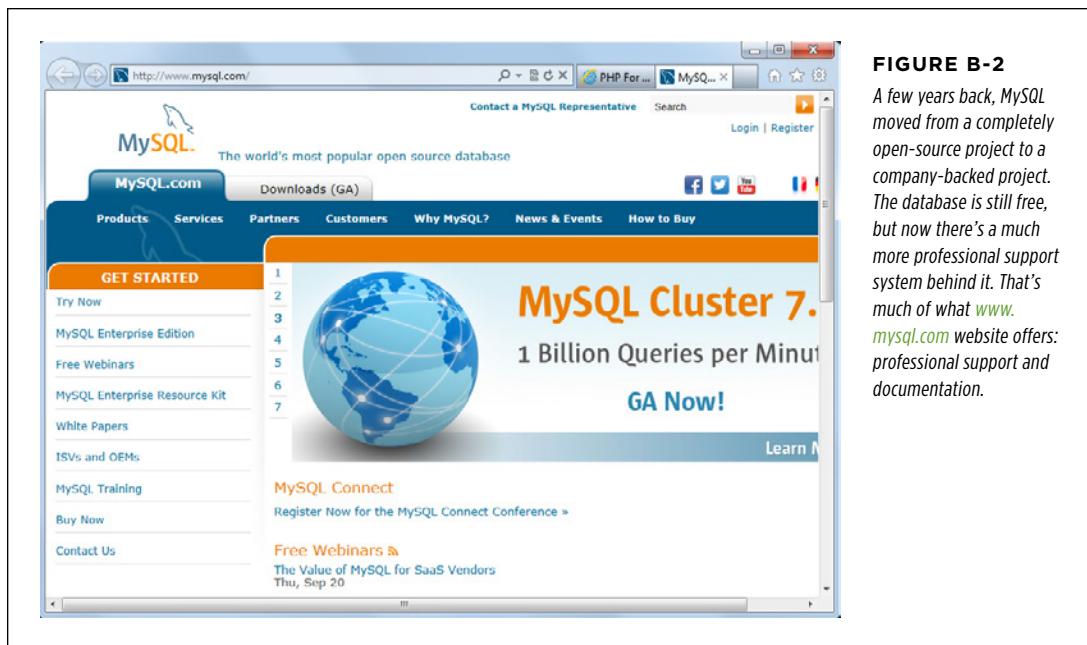 http://www.mysql.com/
PHP For ...
MySQ... ×
Contact a MySQL Representative
Search
Login | Register
MySQL
The world's most popular open source database
MySQL.com
Downloads (GA)
Products
Services
Partners
Customers
Why MySQL?
News & Events
How to Buy
GET STARTED
Try Now
MySQL Enterprise Edition
Free Webinars
MySQL Enterprise Resource Kit
White Papers
ISVs and OEMs
MySQL Training
Buy Now
Contact Us
1
2
3
4
5
6
7
MySQL Cluster 7.
1 Billion Queries per Minut
GA Now!
Learn
MySQL Connect
Register Now for the MySQL Connect Conference »
Free Webinars
The Value of MySQL for SaaS Vendors
Thu, Sep 20
FIGURE B-2
A few years back, MySQL
moved from a completely
open-source project to a
company-backed project.
The database is still free,
but now there's a much
more professional support
system behind it. That's
much of what www.
mysql.com website offers:
professional support and
documentation.